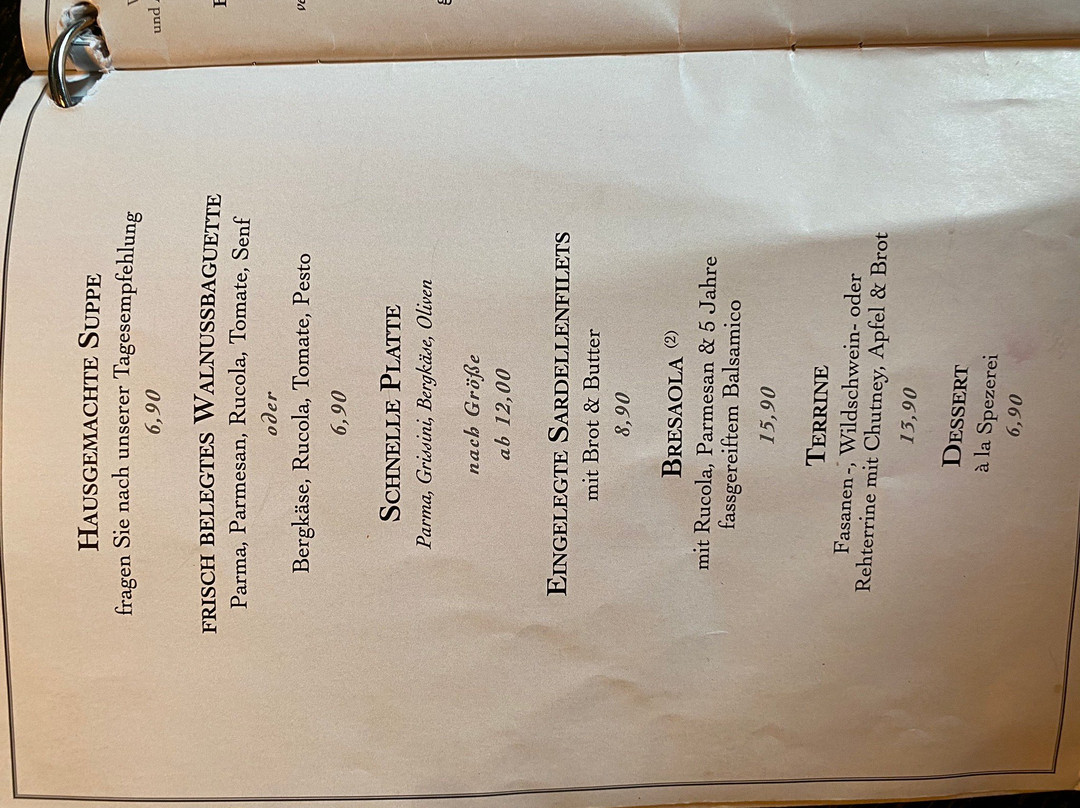 HAUSGEMACHTE SUPPE
fragen Sie nach unserer Tagesempfehlung
6,90
FRISCH BELEGTES WALNUSSBAGUETTE
Parma, Parmesan, Rucola, Tomate, Senf
oder
Bergkäse, Rucola, Tomate, Pesto
6,90
SCHNELLE PLATTE
Parma, Grissini, Bergkäse, Oliven
nach Größe
ab 12,00
EINGELEGTE SARDELLENFILETS
mit Brot & Butter
8,90
BRESAOLA (2)
mit Rucola, Parmesan & 5 Jahre
fassgereiftem Balsamico
15,90
TERRINE
Fasanen-, Wildschwein- oder
Rehterrine mit Chutney, Apfel & Brot
13,90
DESSERT
à la Spezerei
6,90
und